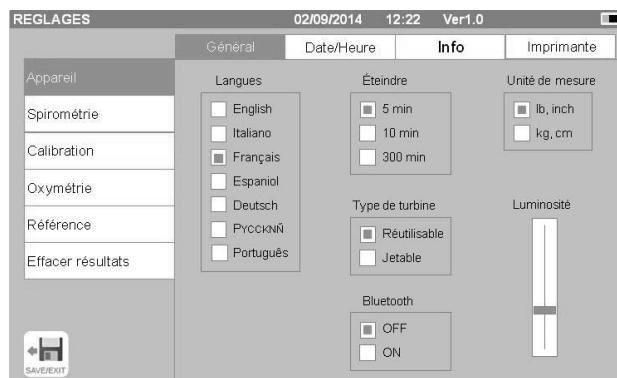 REGLAGES 02/09/2014 12:22 Ver1.0
Général Date/Heure Info Imprimante
Appareil
Spirométrie
Calibration
Oxymétrie
Référence
Effacer résultats
SAVE/EXIT
Langues
English
Italiano
Français
Espaniol
Deutsch
РУССКNÑ
Português
Éteindre
5 min
10 min
300 min
Type de turbine
Réutilisable
Jetable
Bluetooth
OFF
ON
Unité de mesure
lb, inch
kg, cm
Luminosité